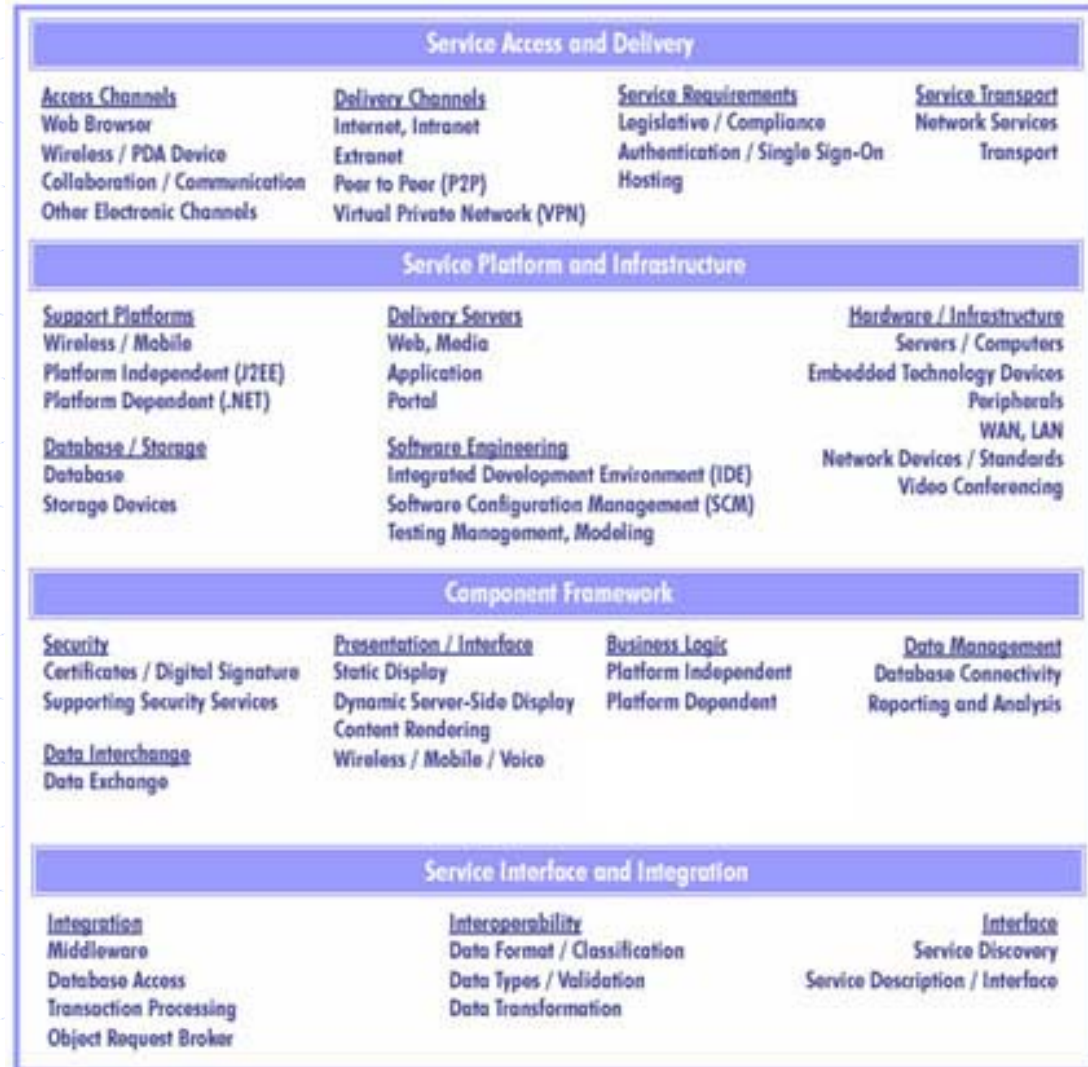 Service Access and Delivery
Access Channels
Web Browser
Wireless / PDA Device
Collaboration / Communication
Other Electronic Channels
Delivery Channels
Internet, Intranet
Extranet
Peer to Peer (P2P)
Virtual Private Network (VPN)
Service Requirements
Legislative / Compliance
Authentication / Single Sign-On
Hosting
Service Transport
Network Services
Transport
Service Platform and Infrastructure
Support Platforms
Wireless / Mobile
Platform Independent (J2EE)
Platform Dependent (.NET)
Database / Storage
Database
Storage Devices
Delivery Servers
Web, Media
Application
Portal
Software Engineering
Integrated Development Environment (IDE)
Software Configuration Management (SCM)
Testing Management, Modeling
Hardware / Infrastructure
Servers / Computers
Embedded Technology Devices
Peripherals
WAN, LAN
Network Devices / Standards
Video Conferencing
Component Framework
Security
Certificates / Digital Signature
Supporting Security Services
Data Interchange
Data Exchange
Presentation / Interface
Static Display
Dynamic Server-Side Display
Content Rendering
Wireless / Mobile / Voice
Business Logic
Platform Independent
Platform Dependent
Data Management
Database Connectivity
Reporting and Analysis
Service Interface and Integration
Integration
Middleware
Database Access
Transaction Processing
Object Request Broker
Interoperability
Data Format / Classification
Data Types / Validation
Data Transformation
Interface
Service Discovery
Service Description / Interface